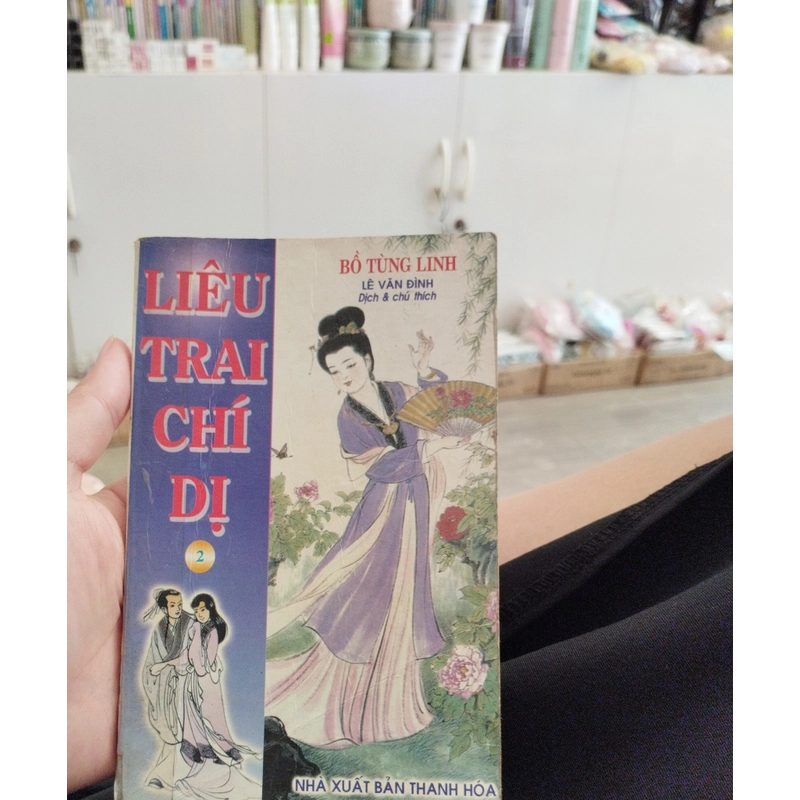 LIÊU
TRAI
CHÍ
DỊ
2
BỒ TÙNG LINH
LÊ VĂN ĐÌNH
Dịch & chú thích
NHÀ XUẤT BẢN THANH HÓA